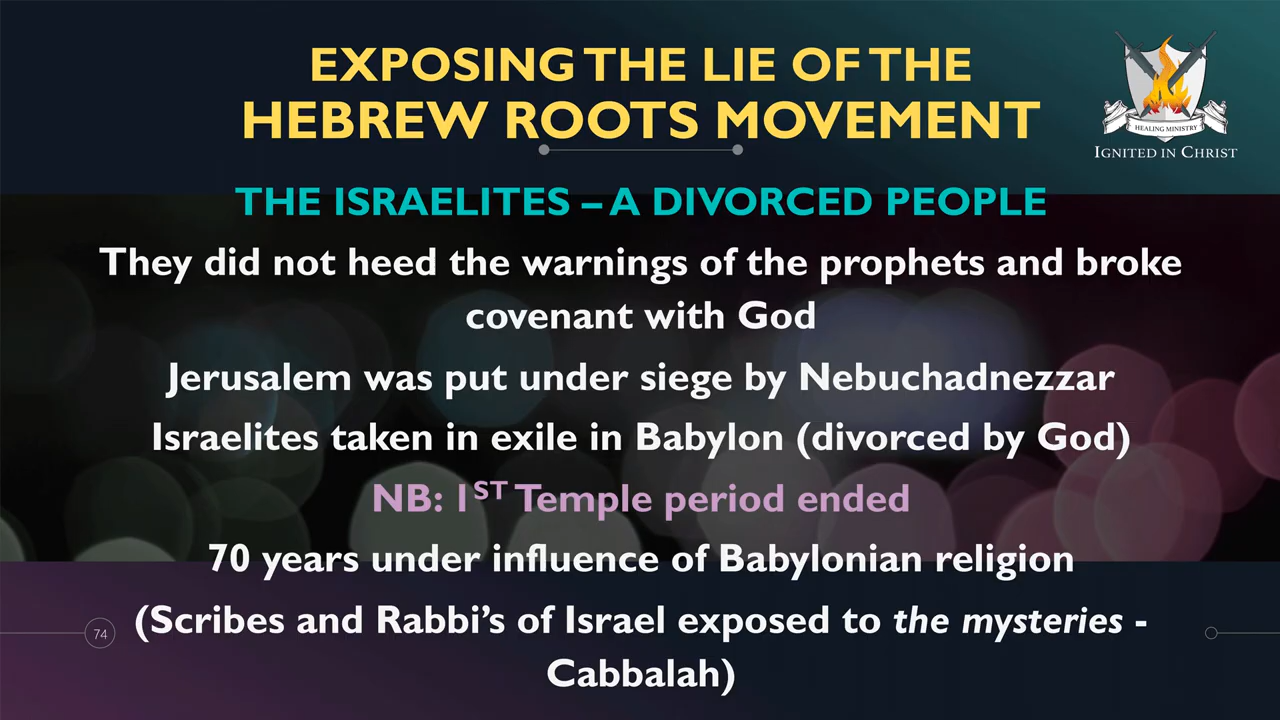 EXPOSING THE LIE OF THE
HEBREW ROOTS MOVEMENT
HEALING MINISTRY
IGNITED IN CHRIST
THE ISRAELITES – A DIVORCED PEOPLE
They did not heed the warnings of the prophets and broke
covenant with God
Jerusalem was put under siege by Nebuchadnezzar
Israelites taken in exile in Babylon (divorced by God)
NB: 1ST Temple period ended
70 years under influence of Babylonian religion
74
(Scribes and Rabbi’s of Israel exposed to the mysteries -
Cabbalah)